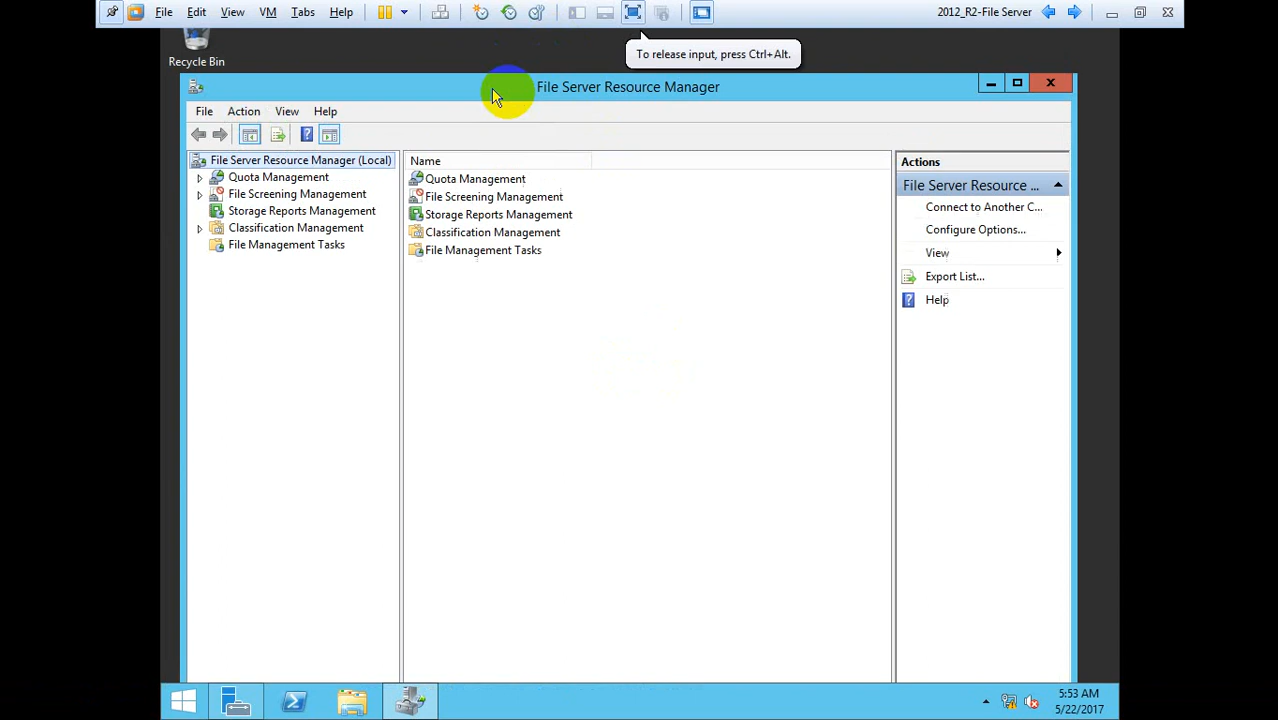 File Edit View VM Tabs Help 2012_R2-File Server
To release input, press Ctrl+Alt.
Recycle Bin
File Server Resource Manager
File Action View Help
File Server Resource Manager (Local)
Quota Management
File Screening Management
Storage Reports Management
Classification Management
File Management Tasks
Name
Quota Management
File Screening Management
Storage Reports Management
Classification Management
File Management Tasks
Actions
File Server Resource ...
Connect to Another C...
Configure Options...
View
Export List...
Help
5:53 AM
5/22/2017